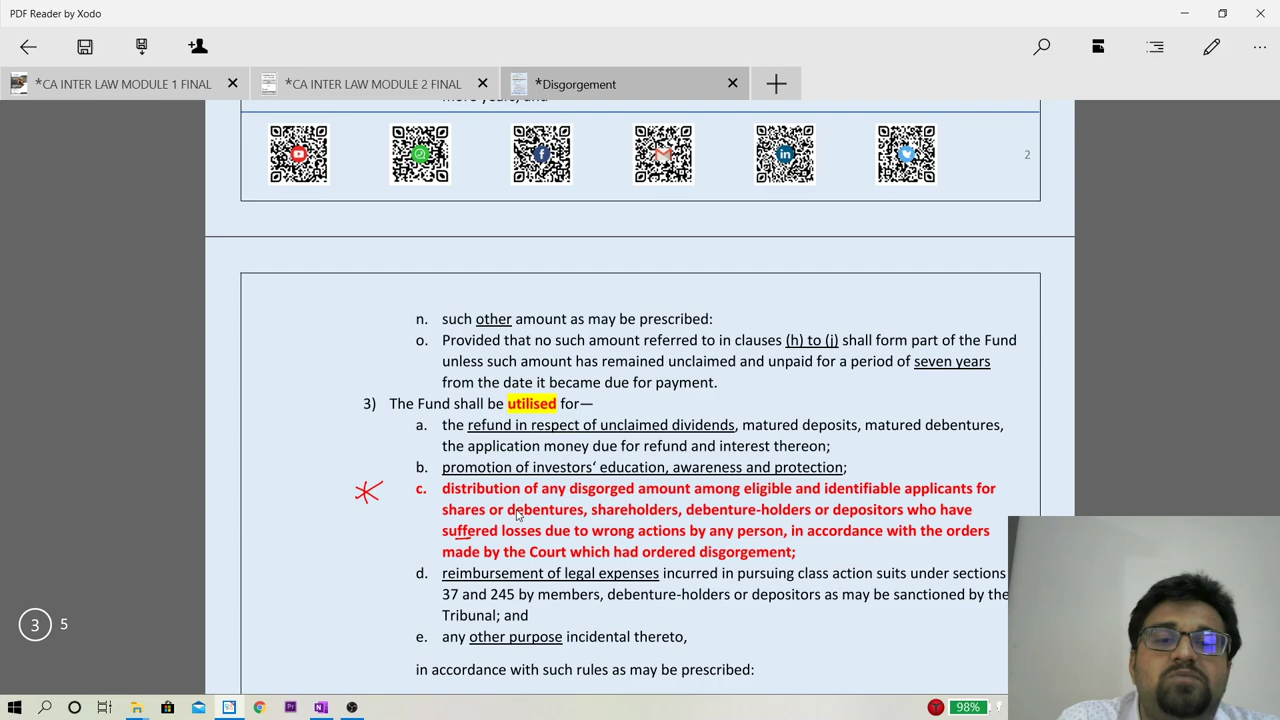 PDF Reader by Xodo
*CA INTER LAW MODULE 1 FINAL
*CA INTER LAW MODULE 2 FINAL
*Disgorgement
more years; and
in
2
n. such other amount as may be prescribed:
o. Provided that no such amount referred to in clauses (h) to (j) shall form part of the Fund
unless such amount has remained unclaimed and unpaid for a period of seven years
from the date it became due for payment.
3) The Fund shall be utilised for—
a. the refund in respect of unclaimed dividends, matured deposits, matured debentures,
the application money due for refund and interest thereon;
b. promotion of investors‘ education, awareness and protection;
c. distribution of any disgorged amount among eligible and identifiable applicants for
shares or debentures, shareholders, debenture-holders or depositors who have
suffered losses due to wrong actions by any person, in accordance with the orders
made by the Court which had ordered disgorgement;
d. reimbursement of legal expenses incurred in pursuing class action suits under sections
37 and 245 by members, debenture-holders or depositors as may be sanctioned by the
Tribunal; and
e. any other purpose incidental thereto,
in accordance with such rules as may be prescribed:
3 5
98%